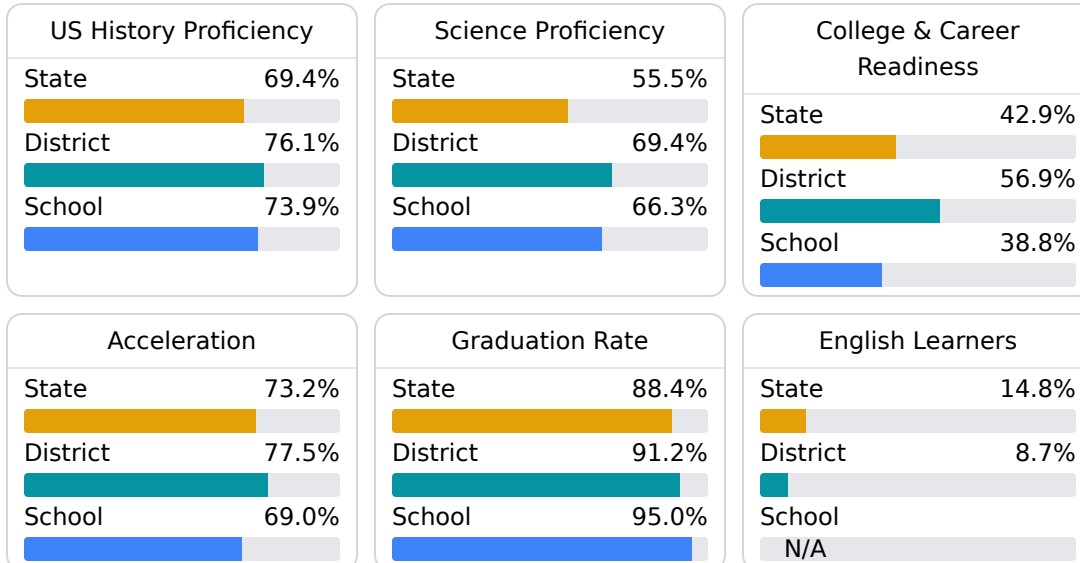 US History Proficiency
State 69.4%
District 76.1%
School 73.9%
Science Proficiency
State 55.5%
District 69.4%
School 66.3%
College & Career
Readiness
State 42.9%
District 56.9%
School 38.8%
Acceleration
State 73.2%
District 77.5%
School 69.0%
Graduation Rate
State 88.4%
District 91.2%
School 95.0%
English Learners
State 14.8%
District 8.7%
School
N/A